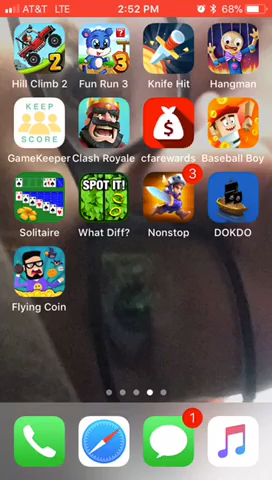 AT&T LTE 2:52 PM 68%
Hill Climb 2 Fun Run 3 Knife Hit Hangman
KEEP
SCORE
GameKeeper Clash Royale cfarewards Baseball Boy
SPOT IT!
3
Solitaire What Diff? Nonstop DOKDO
Flying Coin
1